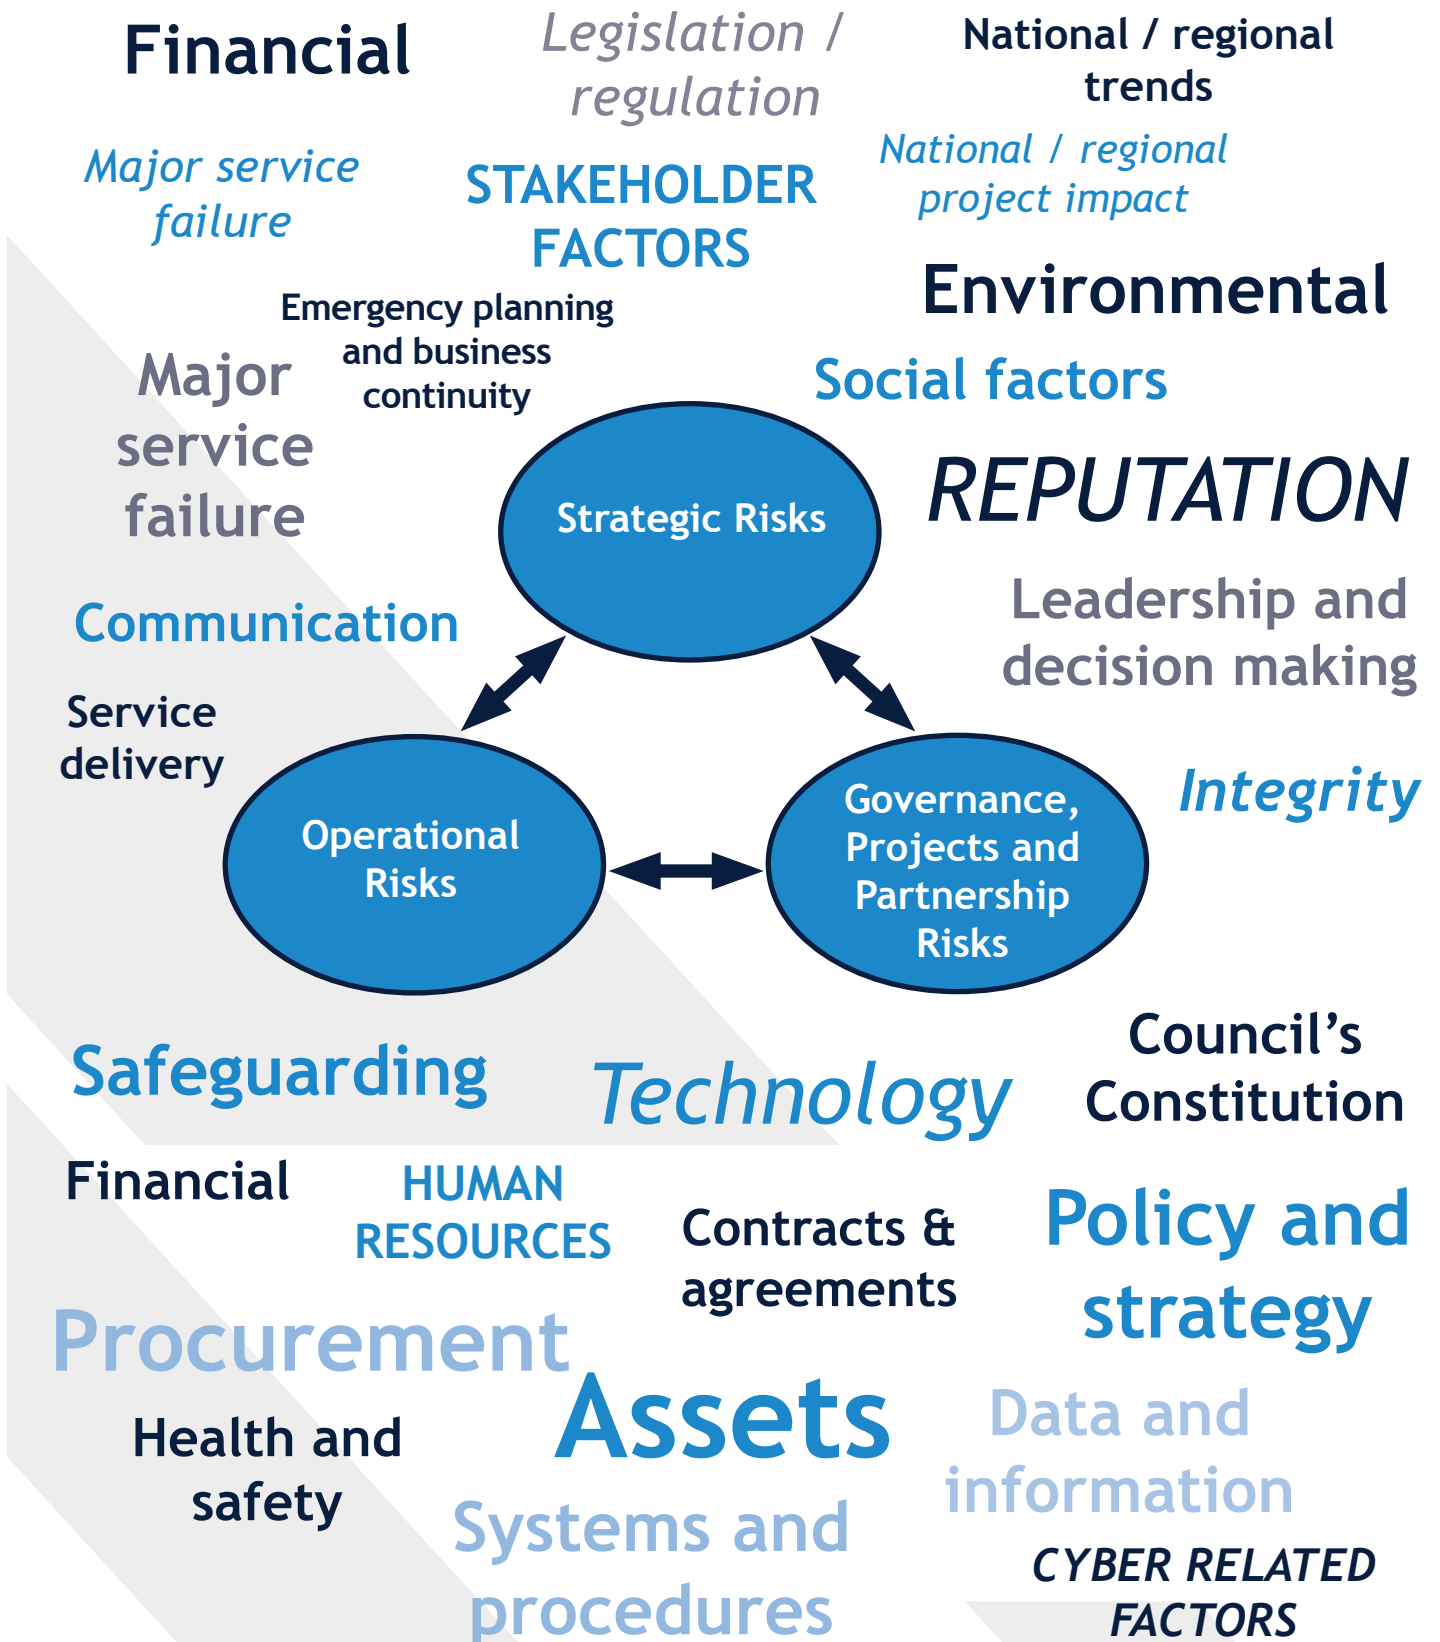 Financial
Legislation /
regulation
National / regional
trends
Major service
failure
STAKEHOLDER
FACTORS
National / regional
project impact
Environmental
Emergency planning
and business
continuity
Major
service
failure
Social factors
REPUTATION
Strategic Risks
Leadership and
decision making
Communication
Service
delivery
Integrity
Operational
Risks
Governance,
Projects and
Partnership
Risks
Council’s
Constitution
Safeguarding
Technology
Financial
HUMAN
RESOURCES
Contracts &
agreements
Policy and
strategy
Procurement
Assets
Data and
information
Health and
safety
Systems and
procedures
CYBER RELATED
FACTORS